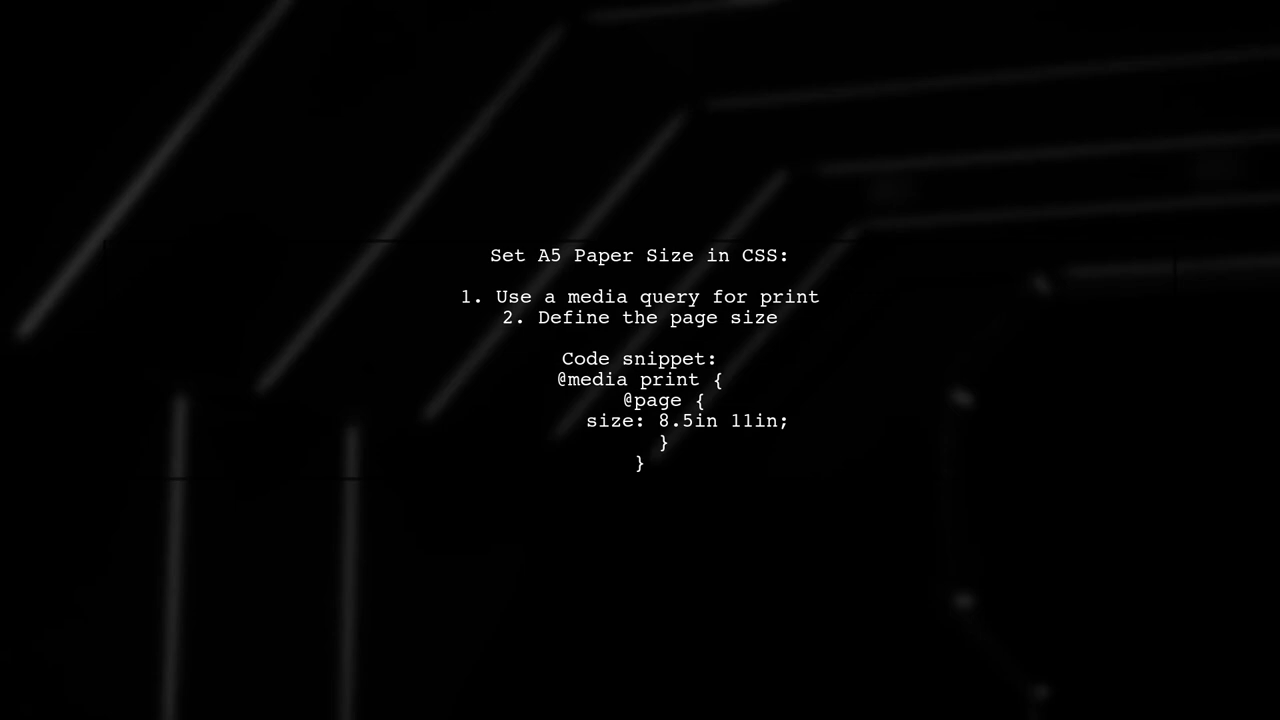 Set A5 Paper Size in CSS:
1. Use a media query for print
2. Define the page size
Code snippet:
@media print {
@page {
size: 8.5in 11in;
}
}